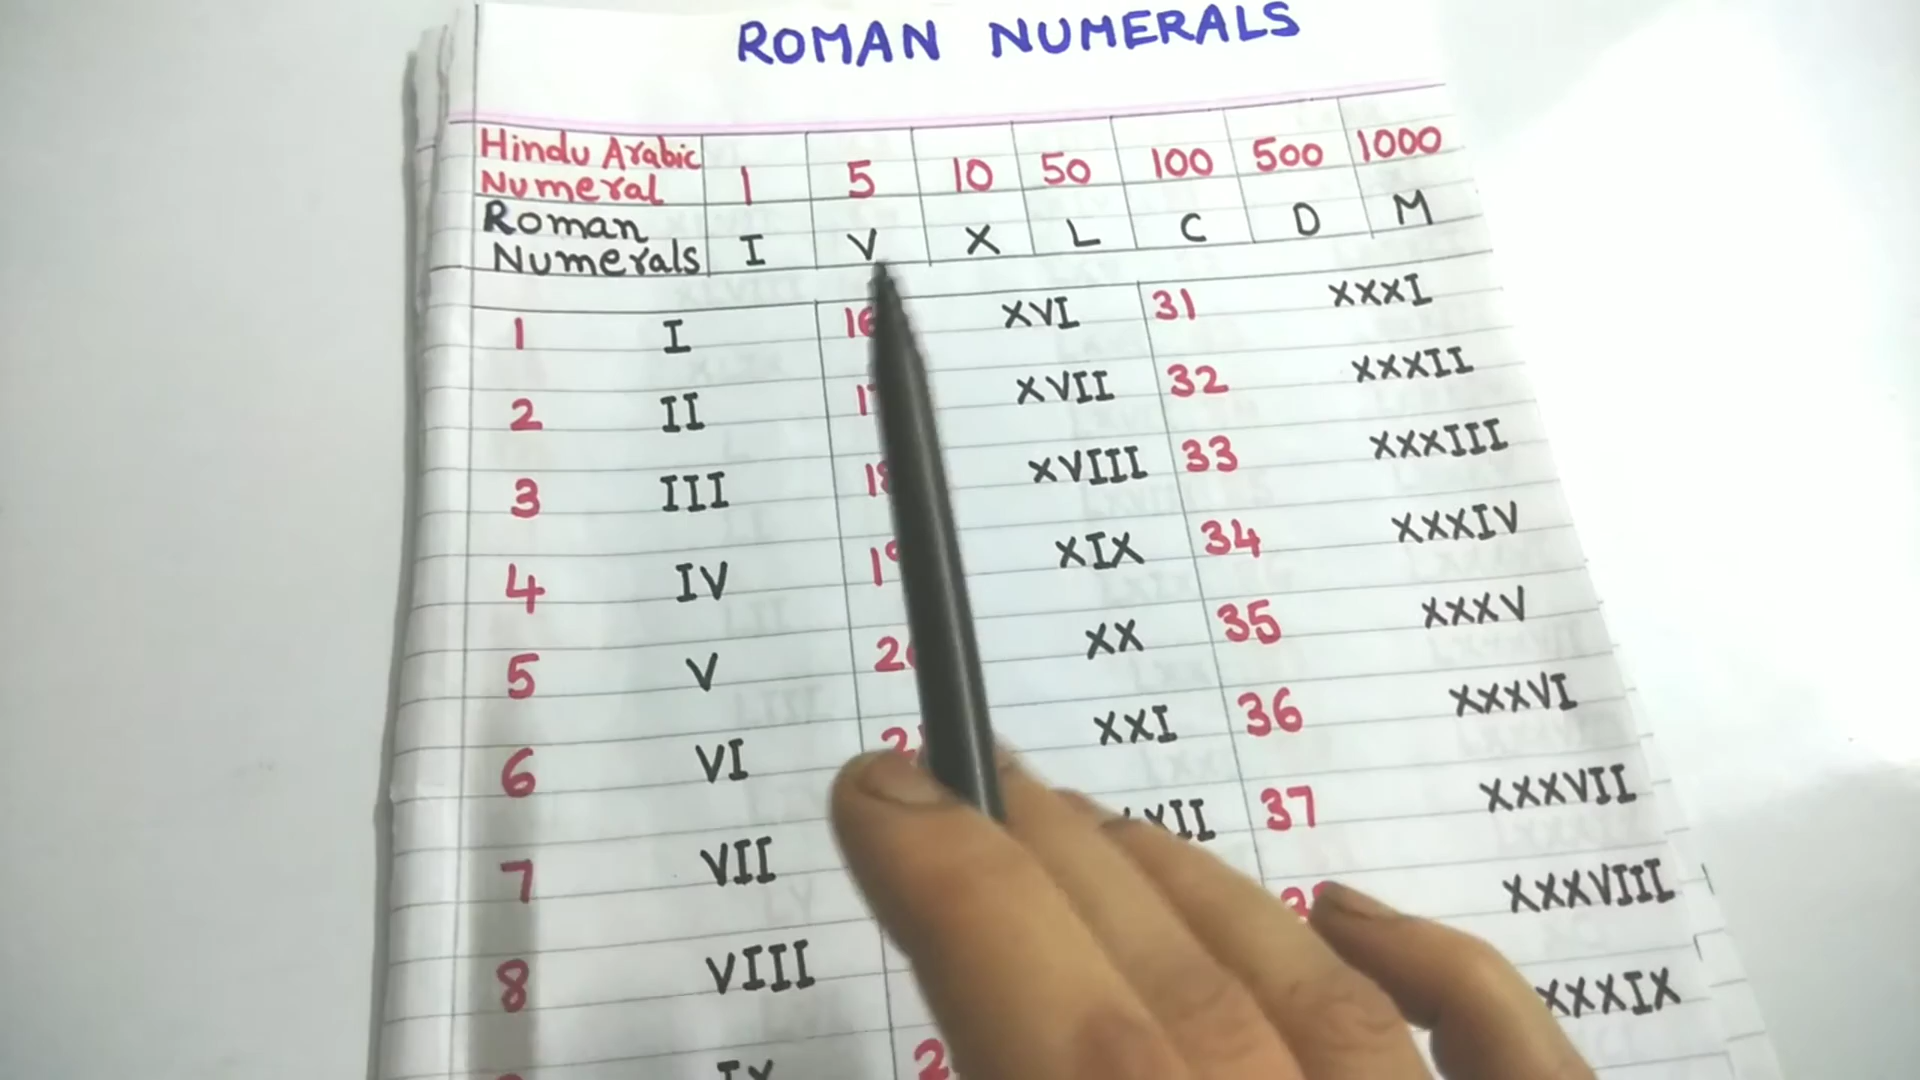 ROMAN NUMERALS
Hindu Arabic Numeral 1 5 10 50 100 500 1000
Roman Numerals I V X L C D M
1 I XVI 31 XXXI
2 II XVII 32 XXXII
3 III XVIII 33 XXXIII
4 IV XIX 34 XXXIV
5 V XX 35 XXXV
6 VI XXI 36 XXXVI
7 VII 37 XXXVII
8 VIII XXXVIII
IX XXXIX